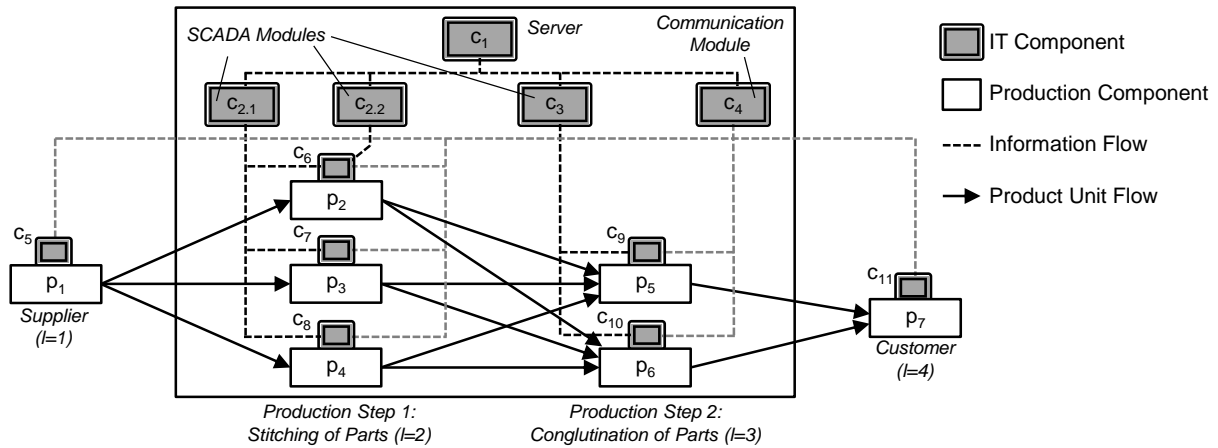 Server
SCADA Modules
Communication
Module
c1
c2.1
c2.2
c3
c4
IT Component
Production Component
Information Flow
Product Unit Flow
c6
p2
c5
p1
Supplier
(l=1)
c7
p3
c8
p4
c9
p5
c10
p6
c11
p7
Customer
(l=4)
Production Step 1:
Stitching of Parts (l=2)
Production Step 2:
Conglutination of Parts (l=3)